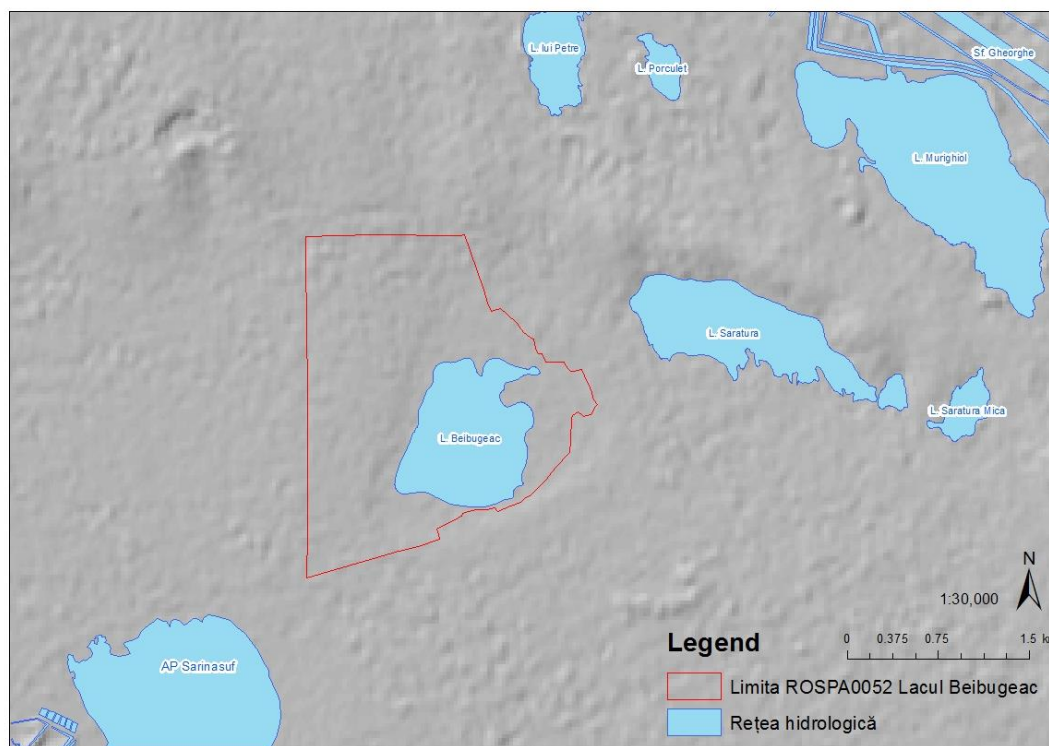 L. lui Petre
L. Porculet
Sf. Gheorghe
L. Murighiol
L. Saratura
L. Saratura Mica
L. Beibugeac
AP Sarinasuf
N
1:30,000
0 0.375 0.75 1.5 k
Legend
Limita ROSPA0052 Lacul Beibugeac
Rețea hidrologică